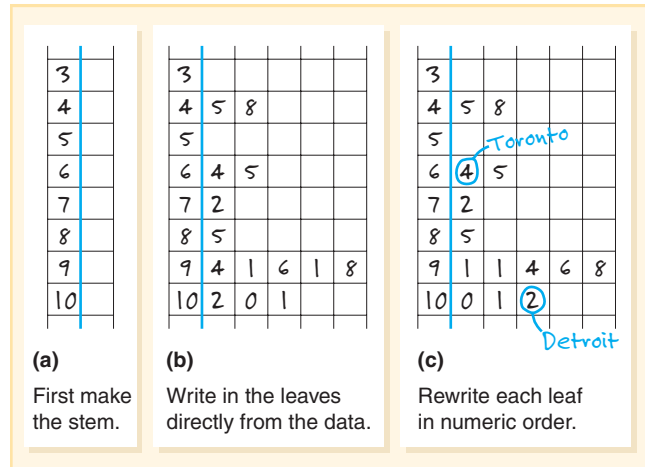 3
4
5
6
7
8
9
10
(a)
First make
the stem.
3
4 5 8
5
6 4 5
7 2
8 5
9 4 1 6 1 8
10 2 0 1
(b)
Write in the leaves
directly from the data.
3
4 5 8
5
Toronto
6 4 5
7 2
8 5
9 1 1 4 6 8
10 0 1 2
Detroit
(c)
Rewrite each leaf
in numeric order.